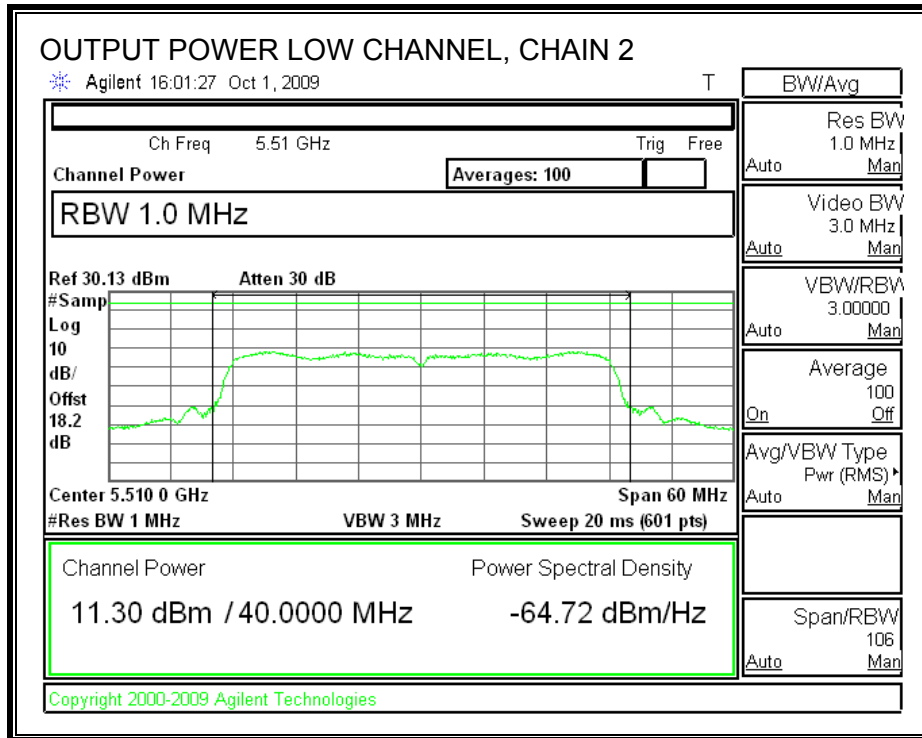 OUTPUT POWER LOW CHANNEL, CHAIN 2
Agilent 16:01:27 Oct 1, 2009 T
BW/Avg
Ch Freq 5.51 GHz Trig Free
Channel Power Averages: 100
RBW 1.0 MHz
Ref 30.13 dBm Atten 30 dB
#Samp
Log
10
dB/
Offst
18.2
dB
Center 5.510 0 GHz Span 60 MHz
#Res BW 1 MHz VBW 3 MHz Sweep 20 ms (601 pts)
Channel Power Power Spectral Density
11.30 dBm / 40.0000 MHz -64.72 dBm/Hz
Copyright 2000-2009 Agilent Technologies
Res BW
1.0 MHz
Auto Man
Video BW
3.0 MHz
Auto Man
VBW/RBW
3.00000
Auto Man
Average
100
On Off
Avg/VBW Type
Pwr (RMS)
Auto Man
Span/RBW
106
Auto Man